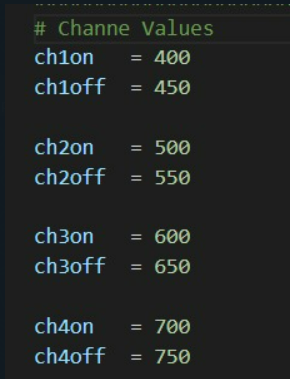 # Channe Values
ch1on = 400
ch1off = 450
ch2on = 500
ch2off = 550
ch3on = 600
ch3off = 650
ch4on = 700
ch4off = 750